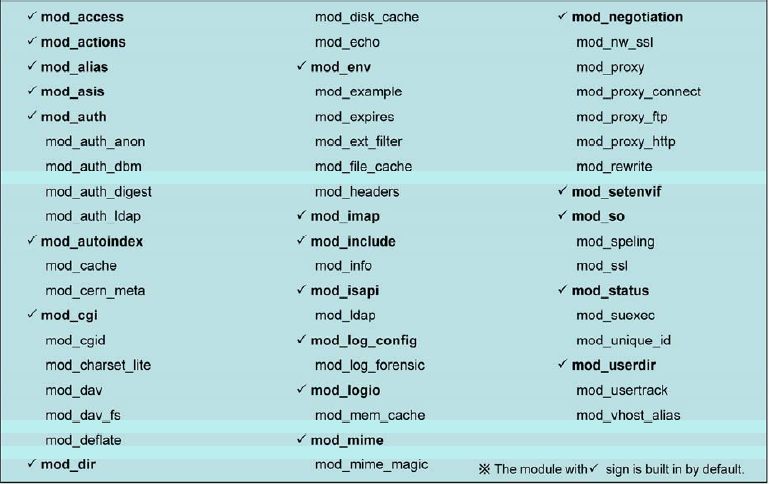 ✓ mod_access
✓ mod_actions
✓ mod_alias
✓ mod_asis
✓ mod_auth
mod_auth_anon
mod_auth_dbm
mod_auth_digest
mod_auth_ldap
✓ mod_autoindex
mod_cache
mod_cern_meta
✓ mod_cgi
mod_cgid
mod_charset_lite
mod_dav
mod_dav_fs
mod_deflate
✓ mod_dir
mod_disk_cache
mod_echo
✓ mod_env
mod_example
mod_expires
mod_ext_filter
mod_file_cache
mod_headers
✓ mod_imap
✓ mod_include
mod_info
✓ mod_isapi
mod_ldap
✓ mod_log_config
mod_log_forensic
✓ mod_logio
mod_mem_cache
✓ mod_mime
mod_mime_magic
✓ mod_negotiation
mod_nw_ssl
mod_proxy
mod_proxy_connect
mod_proxy_ftp
mod_proxy_http
mod_rewrite
✓ mod_setenvif
✓ mod_so
mod_speling
mod_ssl
✓ mod_status
mod_suexec
mod_unique_id
✓ mod_userdir
mod_usertrack
mod_vhost_alias
※ The module with✓ sign is built in by default.